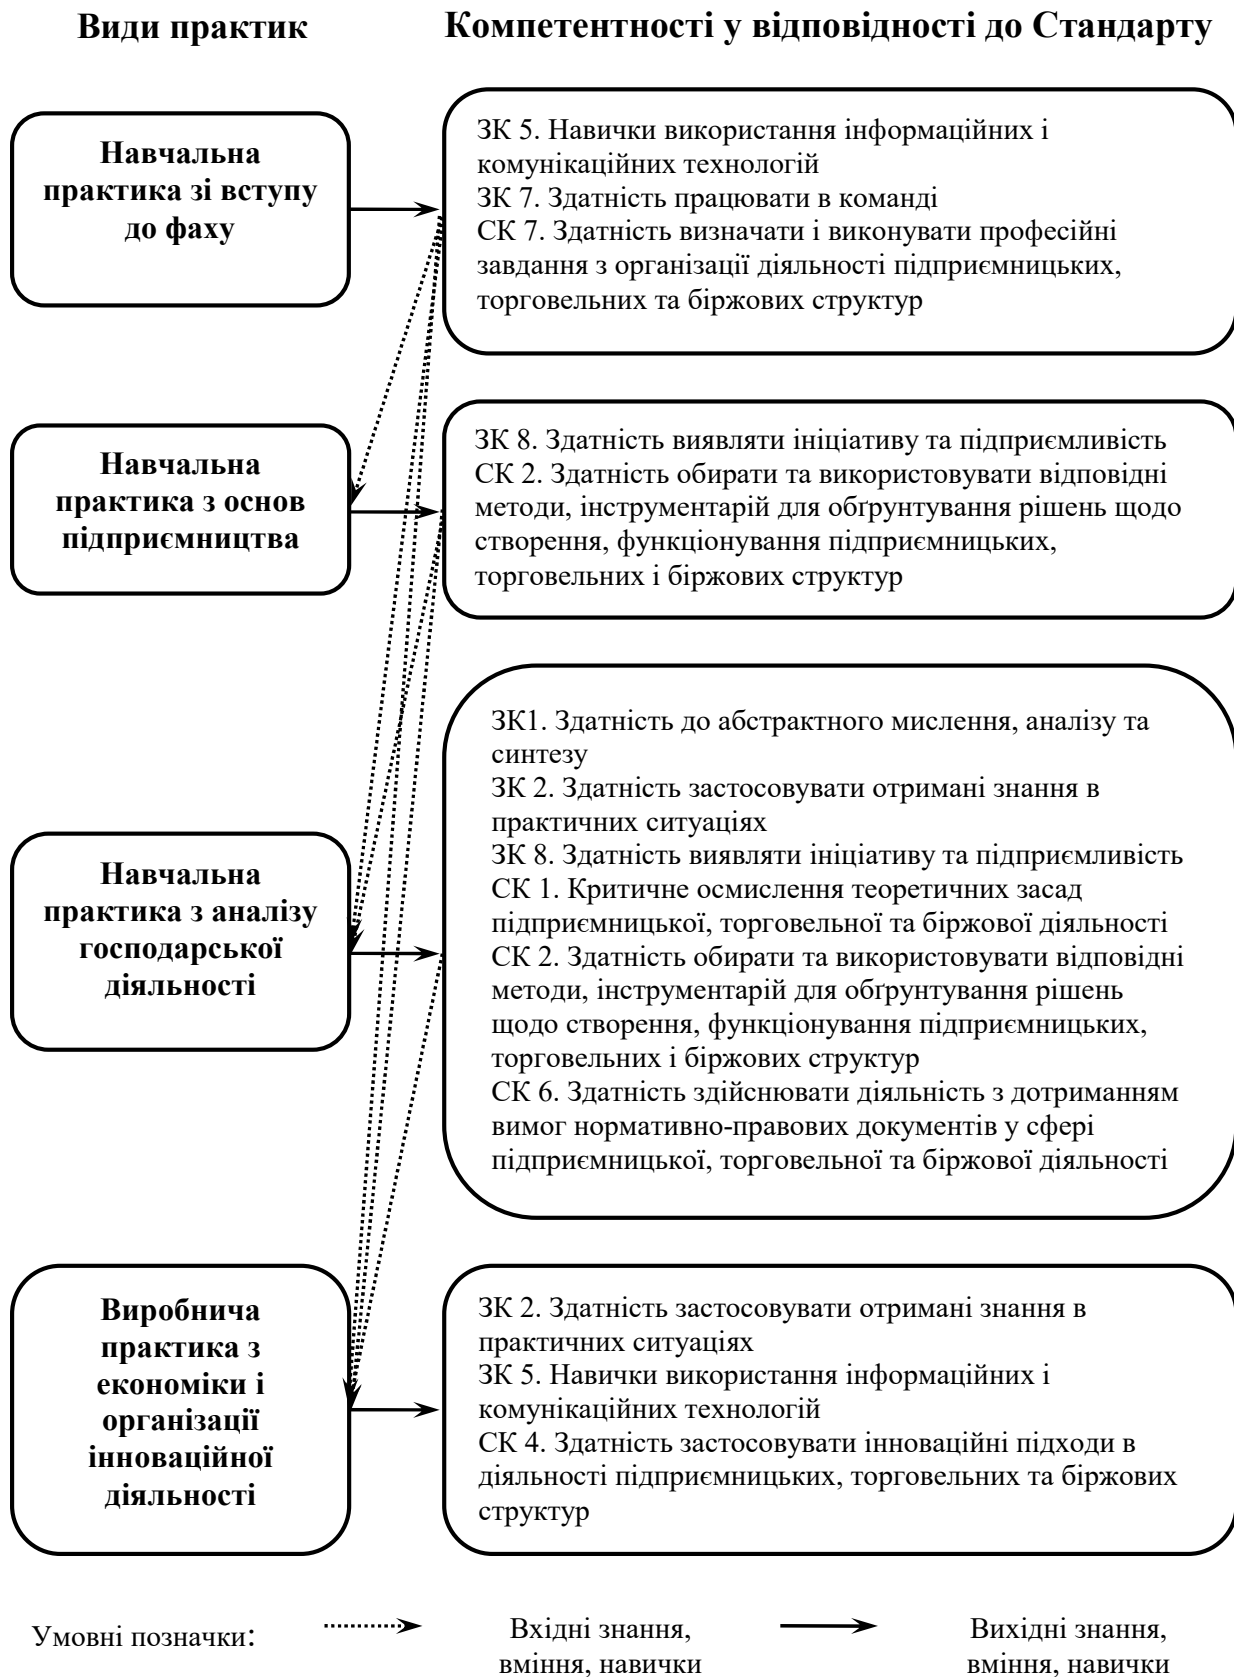 Види практик
Компетентності у відповідності до Стандарту
Навчальна
практика зі вступу
до фаху
ЗК 5. Навички використання інформаційних і
комунікаційних технологій
ЗК 7. Здатність працювати в команді
СК 7. Здатність визначати і виконувати професійні
завдання з організації діяльності підприємницьких,
торговельних та біржових структур
Навчальна
практика з основ
підприємництва
ЗК 8. Здатність виявляти ініціативу та підприємливість
СК 2. Здатність обирати та використовувати відповідні
методи, інструментарій для обґрунтування рішень щодо
створення, функціонування підприємницьких,
торговельних і біржових структур
Навчальна
практика з аналізу
господарської
діяльності
ЗК1. Здатність до абстрактного мислення, аналізу та
синтезу
ЗК 2. Здатність застосовувати отримані знання в
практичних ситуаціях
ЗК 8. Здатність виявляти ініціативу та підприємливість
СК 1. Критичне осмислення теоретичних засад
підприємницької, торговельної та біржової діяльності
СК 2. Здатність обирати та використовувати відповідні
методи, інструментарій для обґрунтування рішень
щодо створення, функціонування підприємницьких,
торговельних і біржових структур
СК 6. Здатність здійснювати діяльність з дотриманням
вимог нормативно-правових документів у сфері
підприємницької, торговельної та біржової діяльності
Виробнича
практика з
економіки і
організації
інноваційної
діяльності
ЗК 2. Здатність застосовувати отримані знання в
практичних ситуаціях
ЗК 5. Навички використання інформаційних і
комунікаційних технологій
СК 4. Здатність застосовувати інноваційні підходи в
діяльності підприємницьких, торговельних та біржових
структур
Умовні позначки:
Вхідні знання,
вміння, навички
Вихідні знання,
вміння, навички